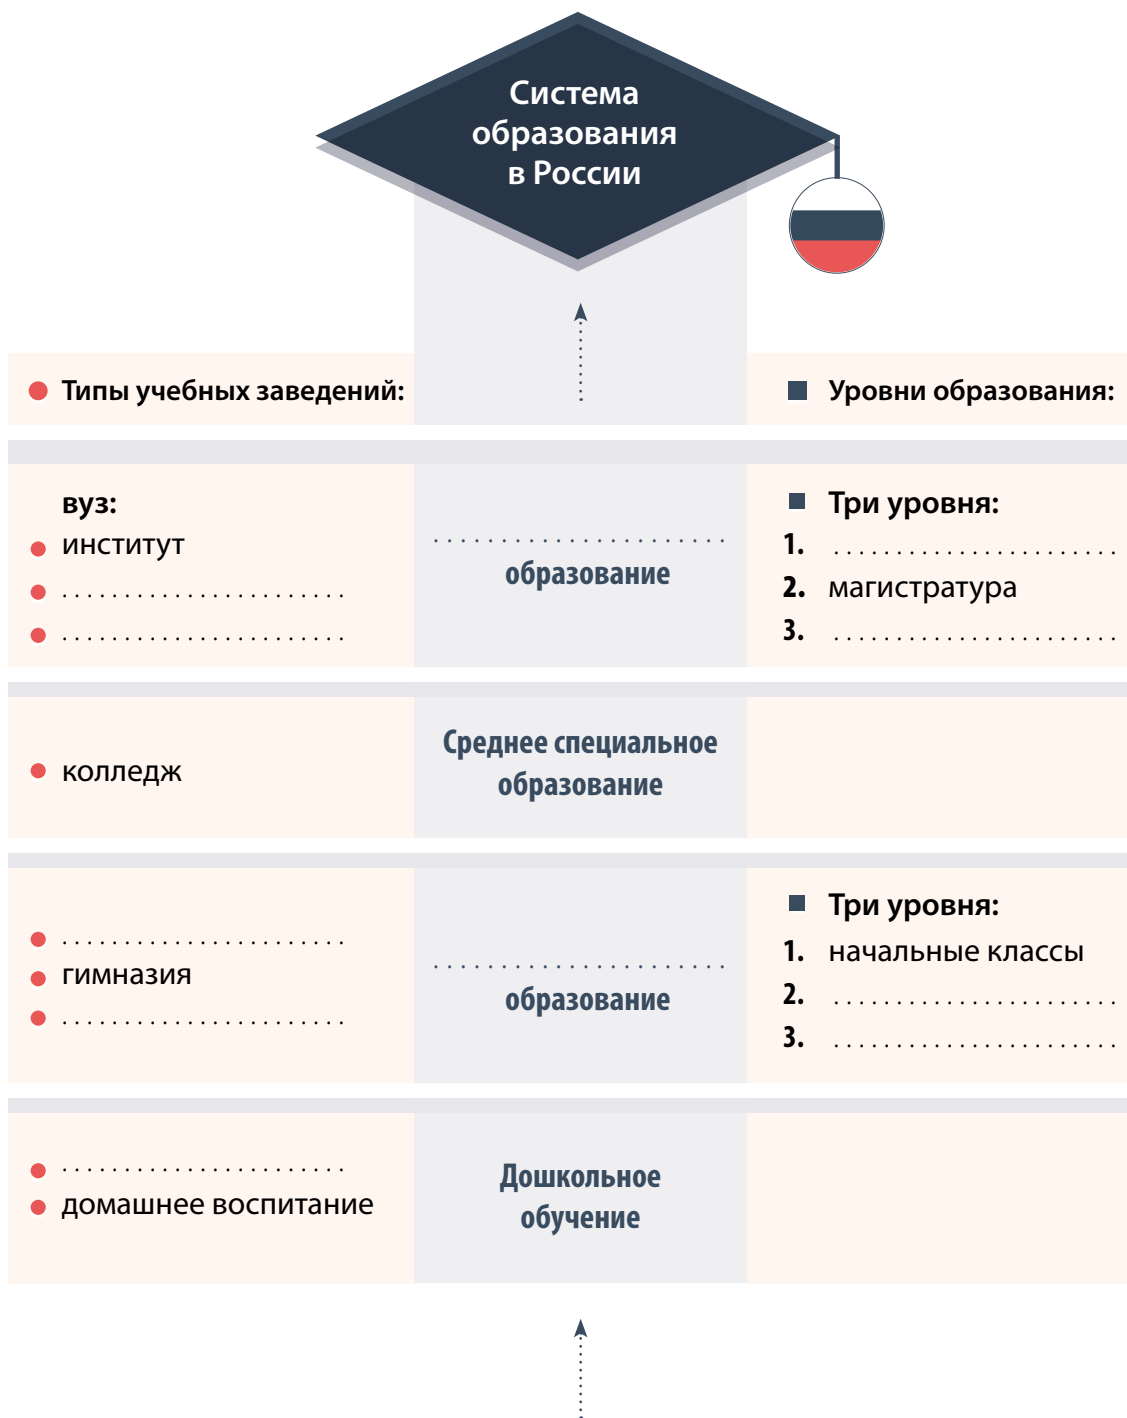 Система
образования
в России
Типы учебных заведений:
Уровни образования:
вуз:
институт
. . . . . . . . . . . . . . . . . . . . . . .
. . . . . . . . . . . . . . . . . . . . . . .
. . . . . . . . . . . . . . . . . . . . . .
образование
Три уровня:
1. . . . . . . . . . . . . . . . . . . . . . . .
2. магистратура
3. . . . . . . . . . . . . . . . . . . . . . . .
колледж
Среднее специальное
образование
. . . . . . . . . . . . . . . . . . . . . . .
гимназия
. . . . . . . . . . . . . . . . . . . . . . .
. . . . . . . . . . . . . . . . . . . . . .
образование
Три уровня:
1. начальные классы
2. . . . . . . . . . . . . . . . . . . . . . . .
3. . . . . . . . . . . . . . . . . . . . . . . .
. . . . . . . . . . . . . . . . . . . . . . .
домашнее воспитание
Дошкольное
обучение